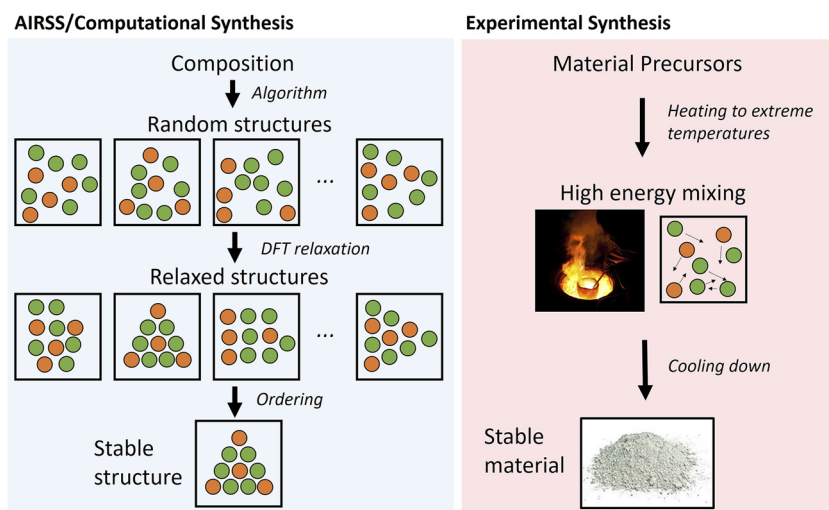 AIRSS/Computational Synthesis
Composition
Algorithm
Random structures
...
DFT relaxation
Relaxed structures
...
Ordering
Stable
structure
Experimental Synthesis
Material Precursors
Heating to extreme
temperatures
High energy mixing
Cooling down
Stable
material